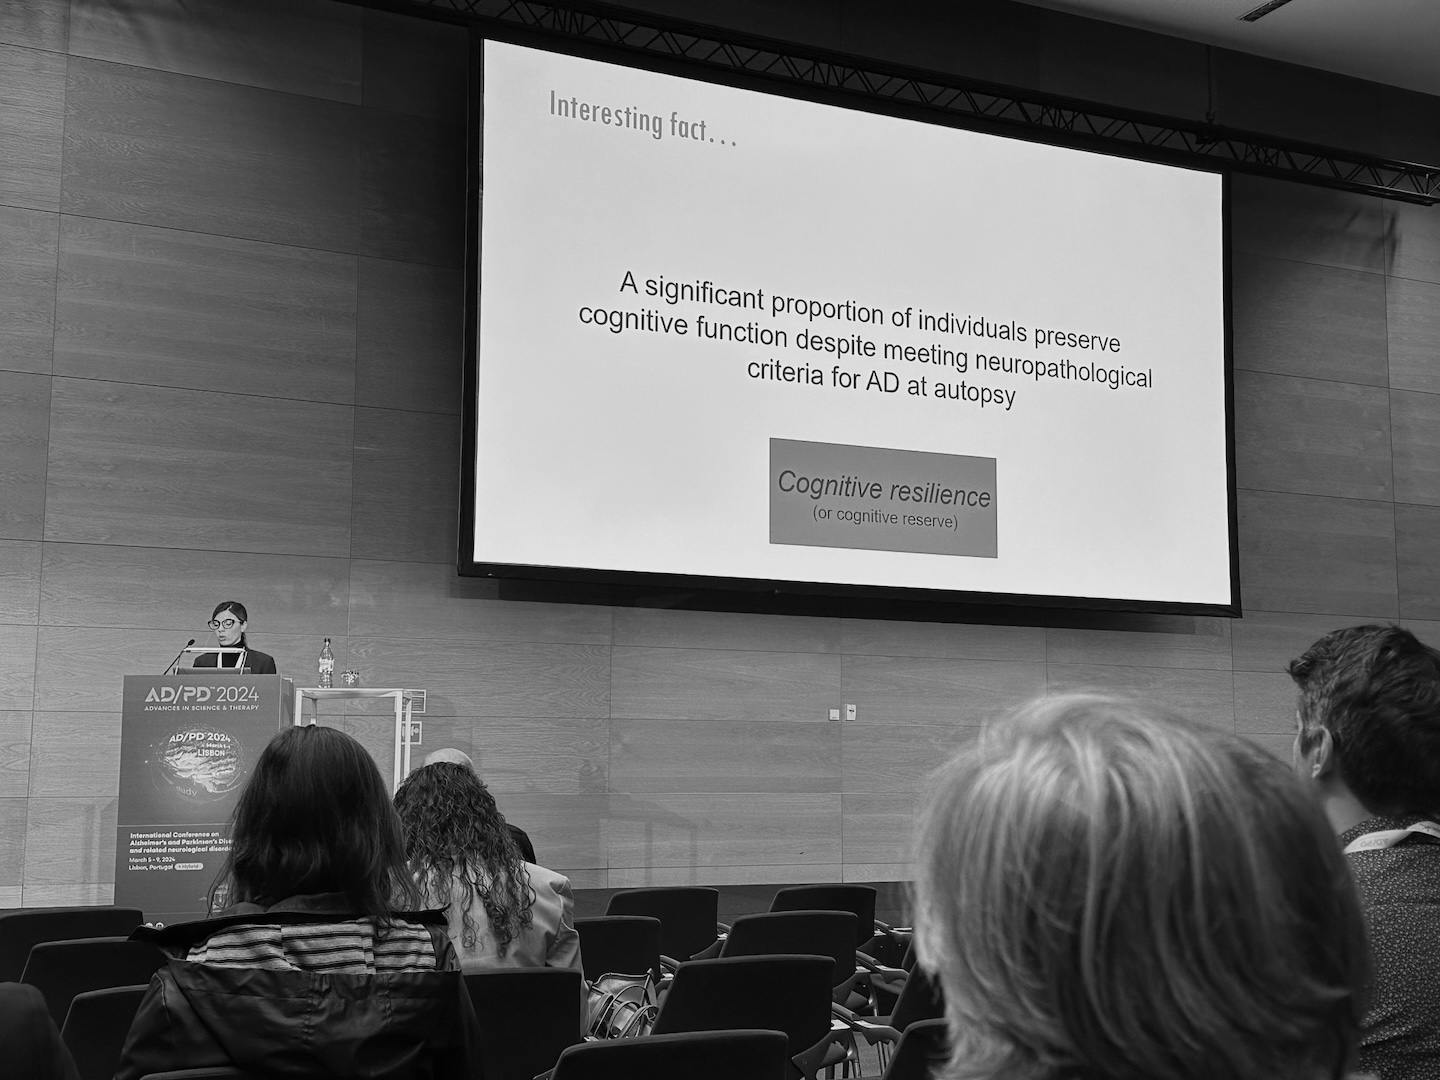 Interesting fact...
A significant proportion of individuals preserve
cognitive function despite meeting neuropathological
criteria for AD at autopsy
Cognitive resilience
(or cognitive reserve)
AD/PD™ 2024
ADVANCES IN SCIENCE & THERAPY
AD/PD™ 2024
LISBON
International Conference on
Alzheimer's and Parkinson's
and related neurological
March 5 - 9, 2024
Lisbon, Portugal